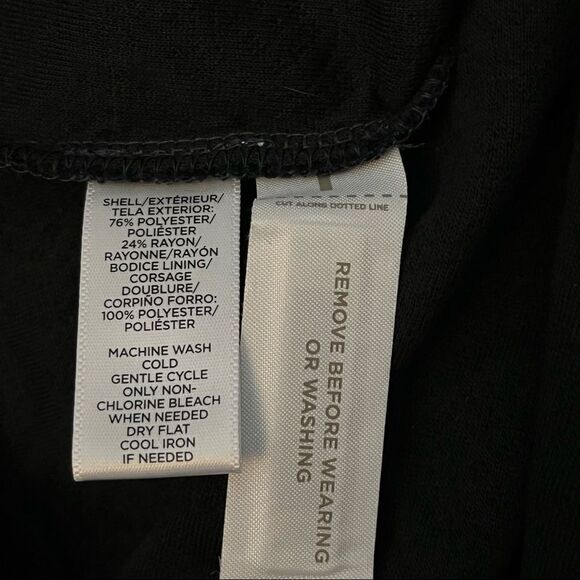 SHELL/EXTÉRIEUR/
TELA EXTERIOR:
76% POLYESTER/
POLIÉSTER
24% RAYON/
RAYONNE/RAYÓN
BODICE LINING/
CORSAGE
DOUBLURE/
CORPIÑO FORRO:
100% POLYESTER/
POLIÉSTER
MACHINE WASH
COLD
GENTLE CYCLE
ONLY NON-
CHLORINE BLEACH
WHEN NEEDED
DRY FLAT
COOL IRON
IF NEEDED
CUT ALONG DOTTED LINE
REMOVE BEFORE WEARING
OR WASHING